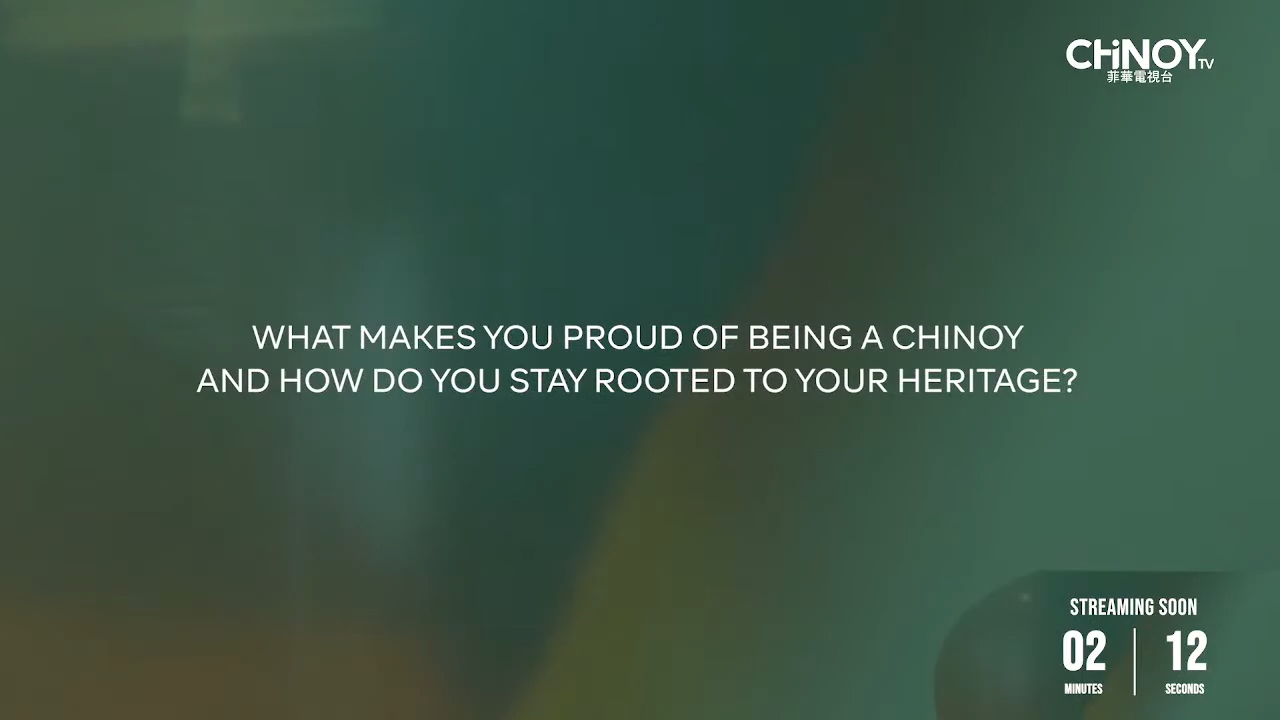 CHiNOY TV
菲華電視台
WHAT MAKES YOU PROUD OF BEING A CHINOY
AND HOW DO YOU STAY ROOTED TO YOUR HERITAGE?
STREAMING SOON
02 12
MINUTES SECONDS